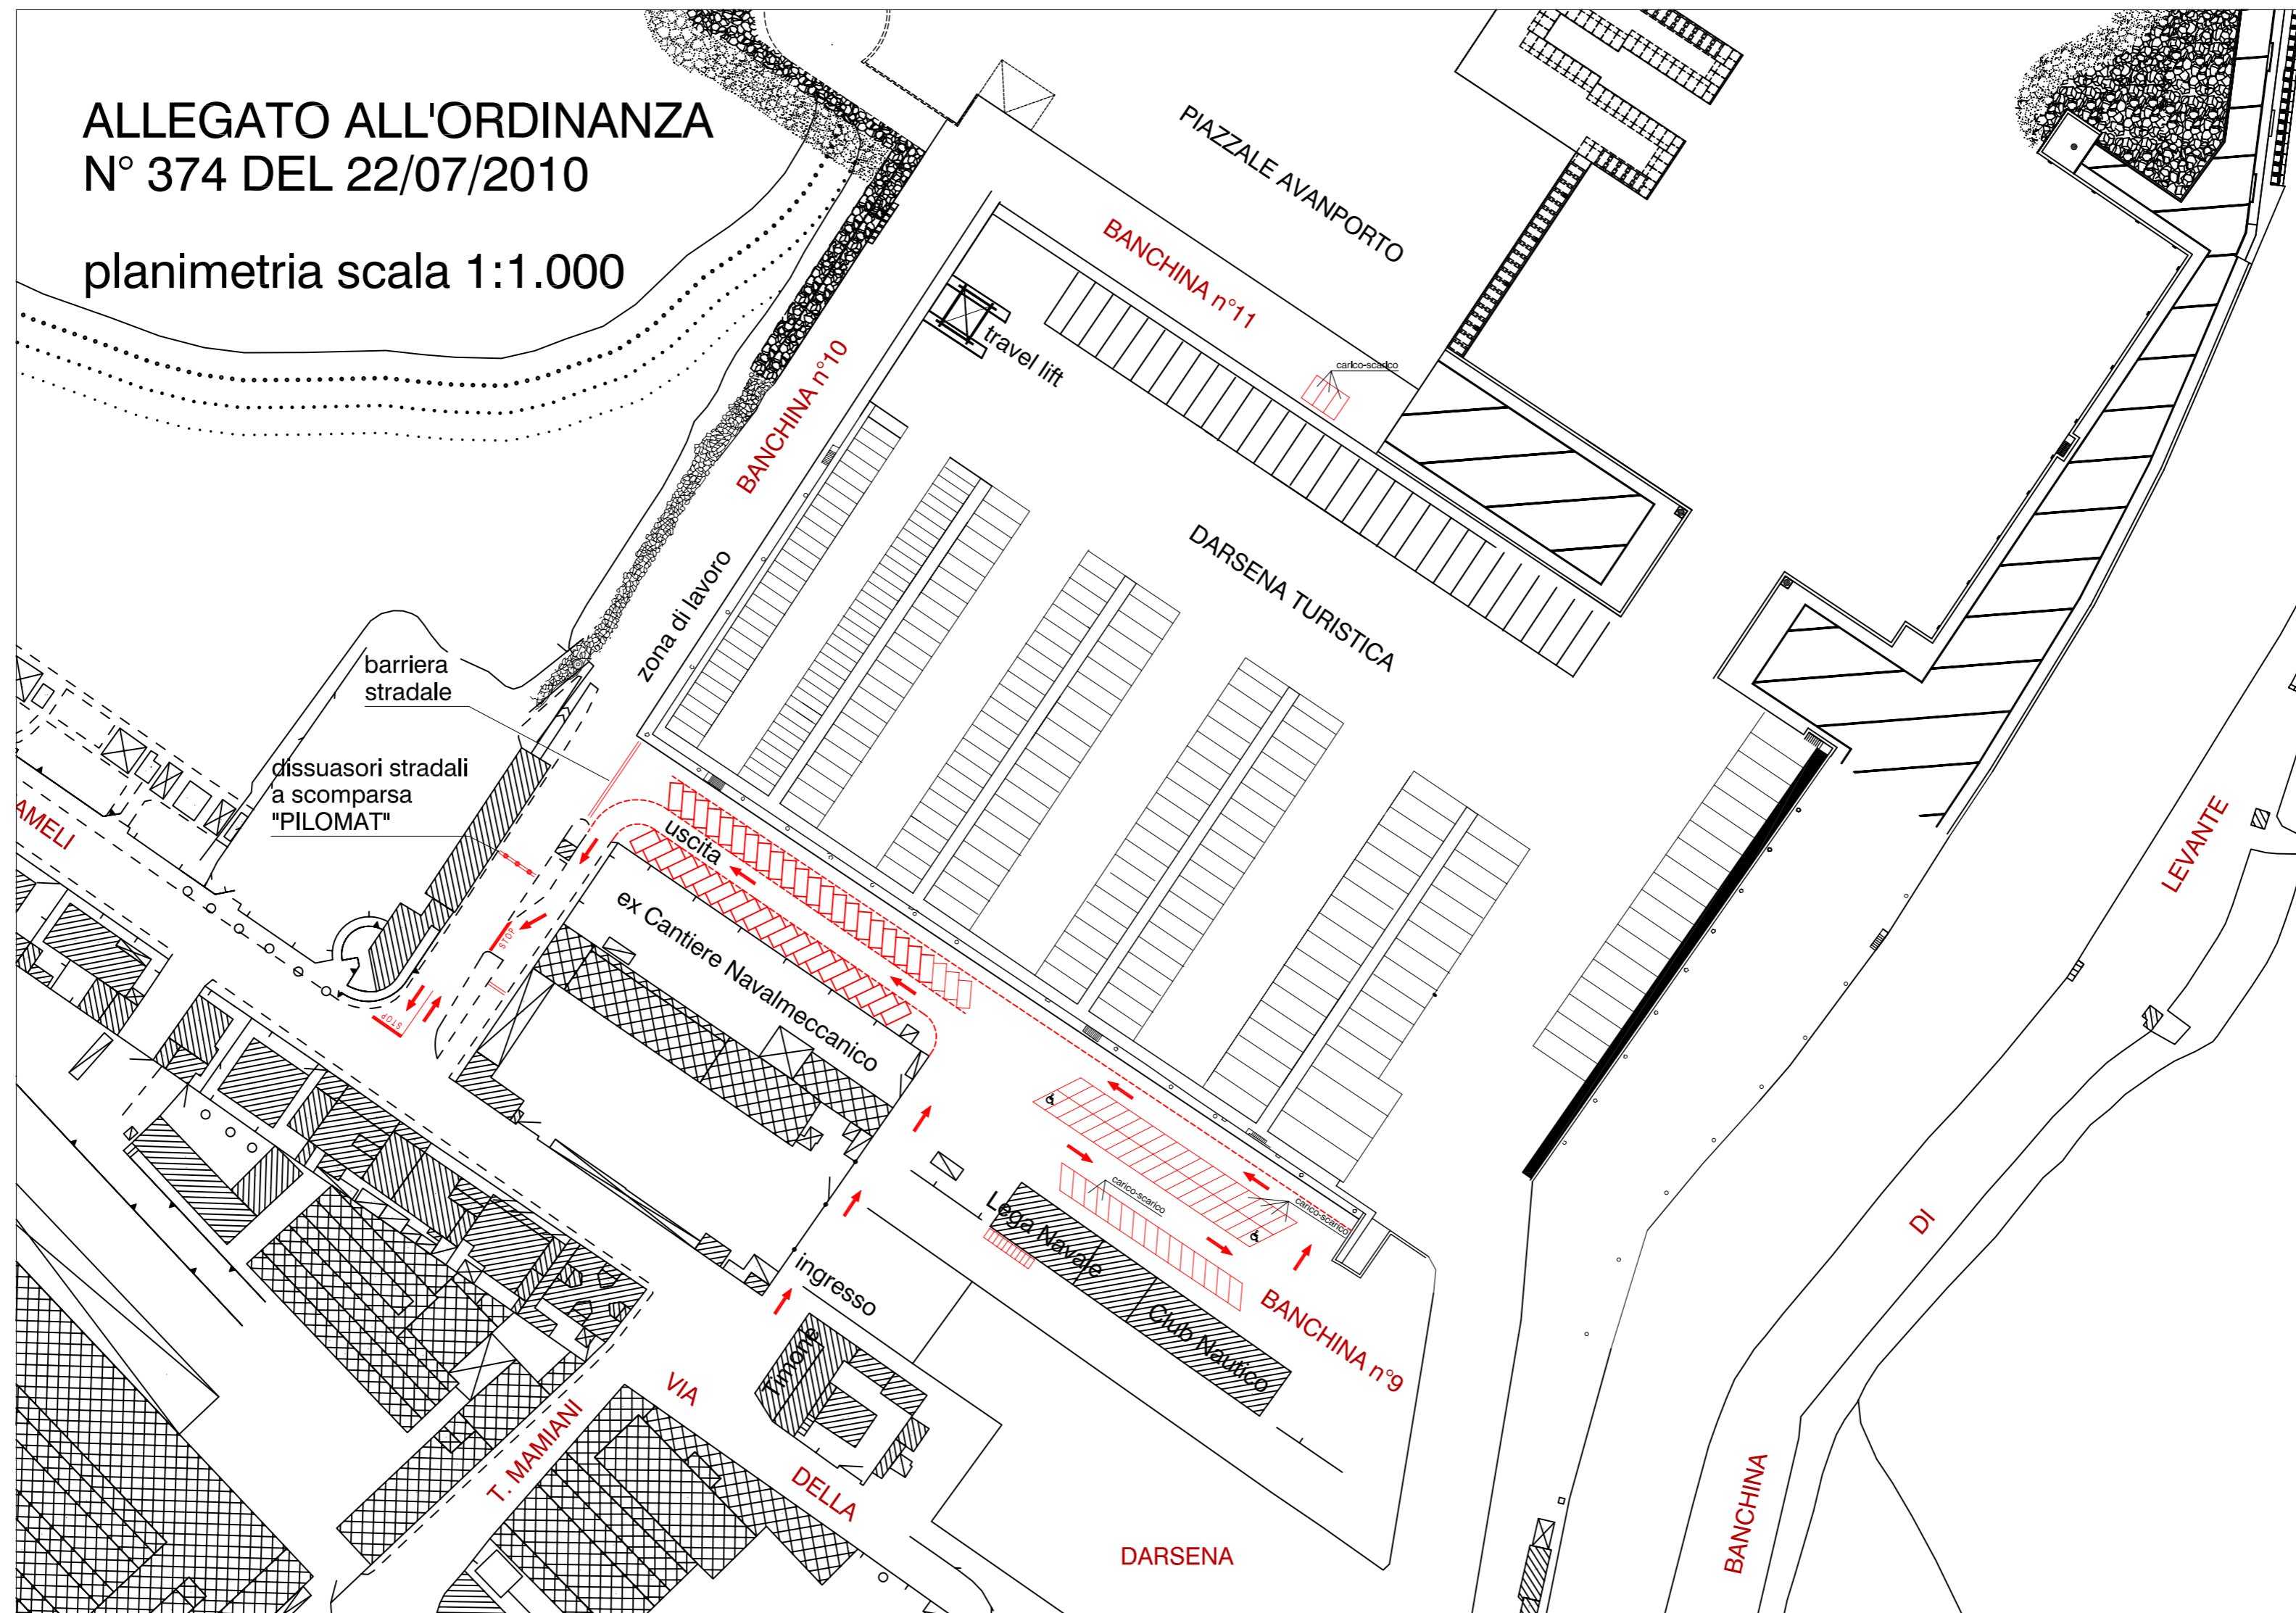 ALLEGATO ALL'ORDINANZA
N° 374 DEL 22/07/2010
planimetria scala 1:1.000
PIAZZALE AVANPORTO
BANCHINA n°11
travel lift
carico-scarico
BANCHINA n°10
DARSENA TURISTICA
zona di lavoro
barriera
stradale
dissuasori stradali
a scomparsa
"PILOMAT"
AMELI
uscita
ex Cantiere Navalmeccanico
STOP
STOP
LEVANTE
DI
BANCHINA
carico-scarico
carico-scarico
Lega Navale
Club Nautico
BANCHINA n°9
ingresso
Timone
VIA
DELLA
DARSENA
T. MAMIANI